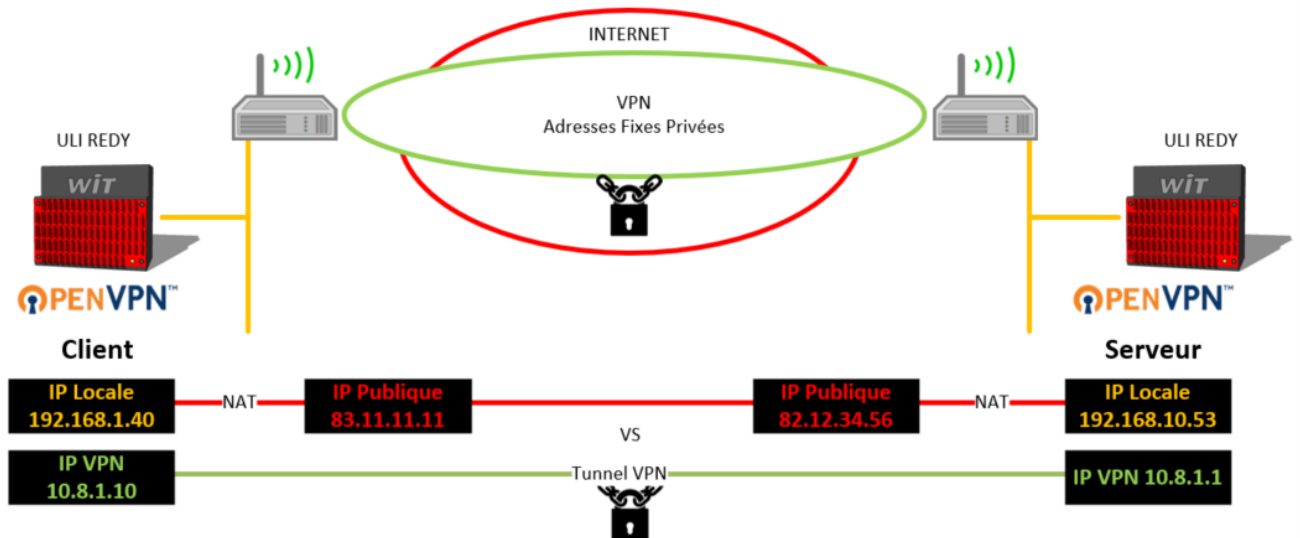 INTERNET
VPN
Adresses Fixes Privées
ULI REDY
ULI REDY
WiT
WiT
OPENVPN™
OPENVPN™
Client
Serveur
IP Locale
192.168.1.40
NAT
IP Publique
83.11.11.11
IP Publique
82.12.34.56
NAT
IP Locale
192.168.10.53
VS
IP VPN
10.8.1.10
Tunnel VPN
IP VPN 10.8.1.1